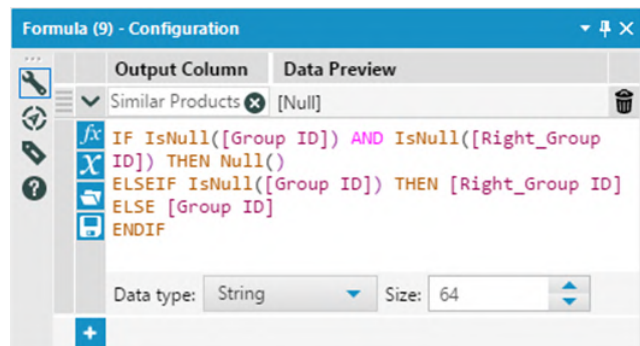 Formula (9) - Configuration
Output Column Data Preview
Similar Products [Null]
IF IsNull([Group ID]) AND IsNull([Right_Group
ID]) THEN Null()
ELSEIF IsNull([Group ID]) THEN [Right_Group ID]
ELSE [Group ID]
ENDIF
Data type: String Size: 64